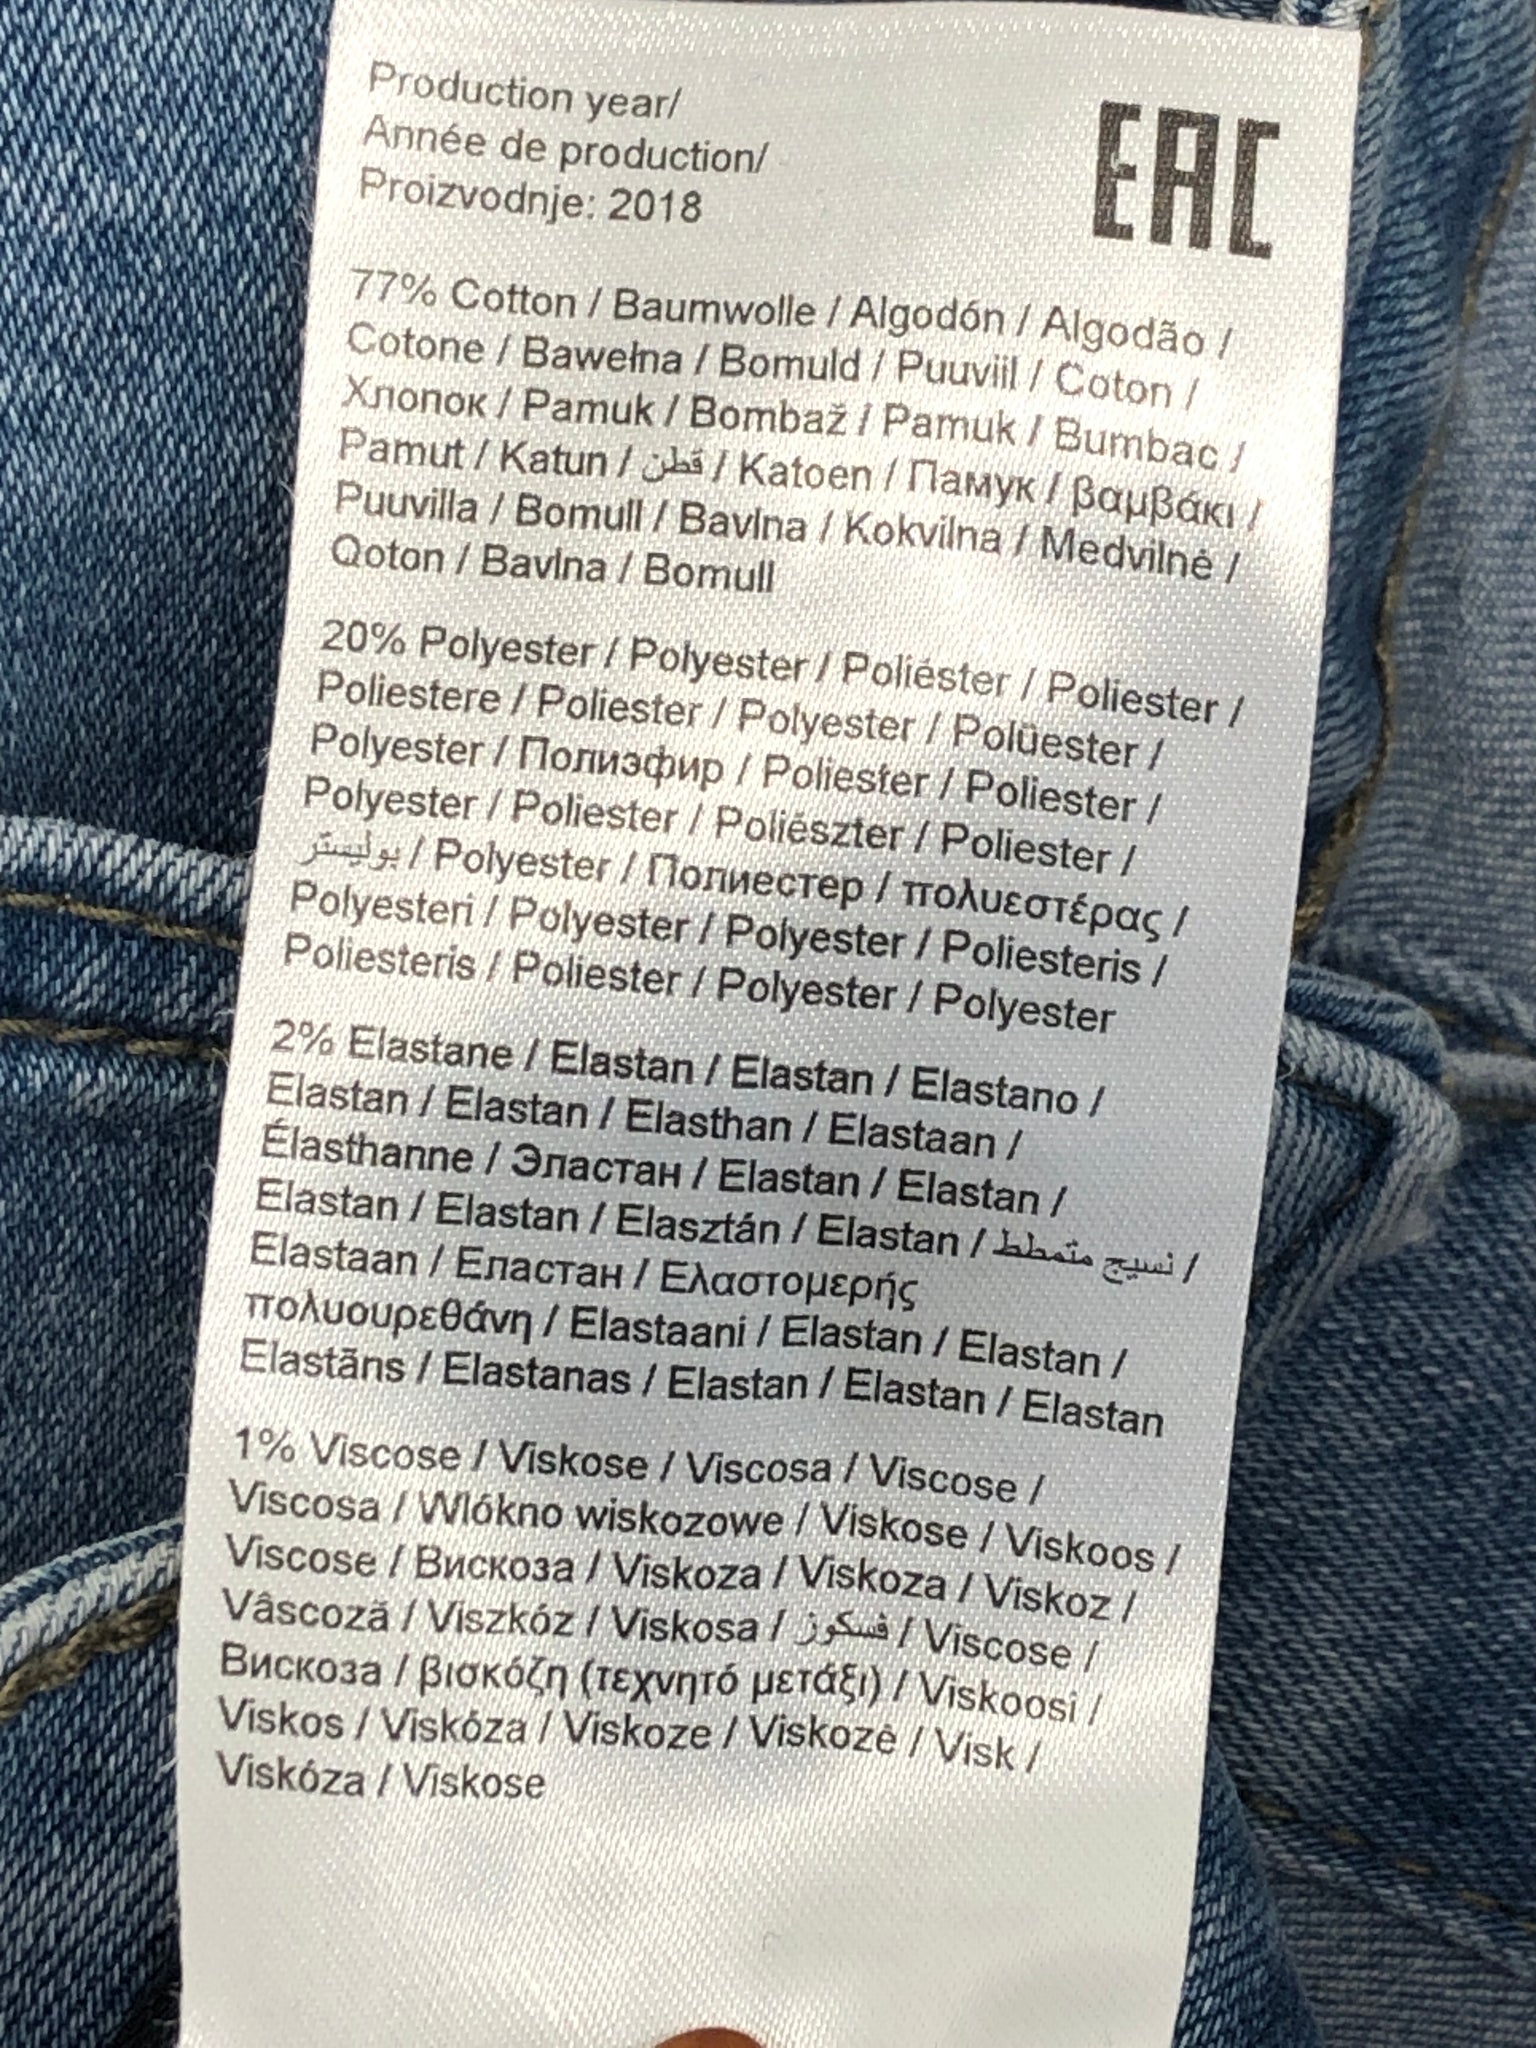 Production year/
Année de production/
Proizvodnje: 2018
EAC
77% Cotton / Baumwolle / Algodón / Algodão /
Cotone / Bawełna / Bomuld / Puuviil / Coton /
Хлопок / Pamuk / Bombaž / Pamuk / Bumbac /
Pamut / Katun / قطن / Katoen / Памук / βαμβάκι /
Puuvilla / Bomull / Bavlna / Kokvilna / Medvilnė /
Qoton / Bavlna / Bomull
20% Polyester / Polyester / Poliéster / Poliester /
Poliestere / Poliester / Polyester / Polüester /
Polyester / Полиэфир / Poliester / Poliester /
Polyester / Poliester / Poliészter / Poliester /
بوليستر / Polyester / Полиестер / πολυεστέρας /
Polyesteri / Polyester / Polyester / Poliesteris /
Poliesteris / Poliester / Polyester / Polyester
2% Elastane / Elastan / Elastan / Elastano /
Elastan / Elastan / Elasthan / Elastaan /
Élasthanne / Эластан / Elastan / Elastan /
Elastan / Elastan / Elasztán / Elastan / نسيج متمطط /
Elastaan / Еластан / Ελαστομερής
πολυουρεθάνη / Elastaani / Elastan / Elastan /
Elastāns / Elastanas / Elastan / Elastan / Elastan
1% Viscose / Viskose / Viscosa / Viscose /
Viscosa / Wlókno wiskozowe / Viskose / Viskoos /
Viscose / Вискоза / Viskoza / Viskoza / Viskoz /
Vâscoză / Viszkóz / Viskosa / فسكوز / Viscose /
Вискоза / βισκόζη (τεχνητό μετάξι) / Viskoosi /
Viskos / Viskóza / Viskoze / Viskozė / Visk /
Viskóza / Viskose